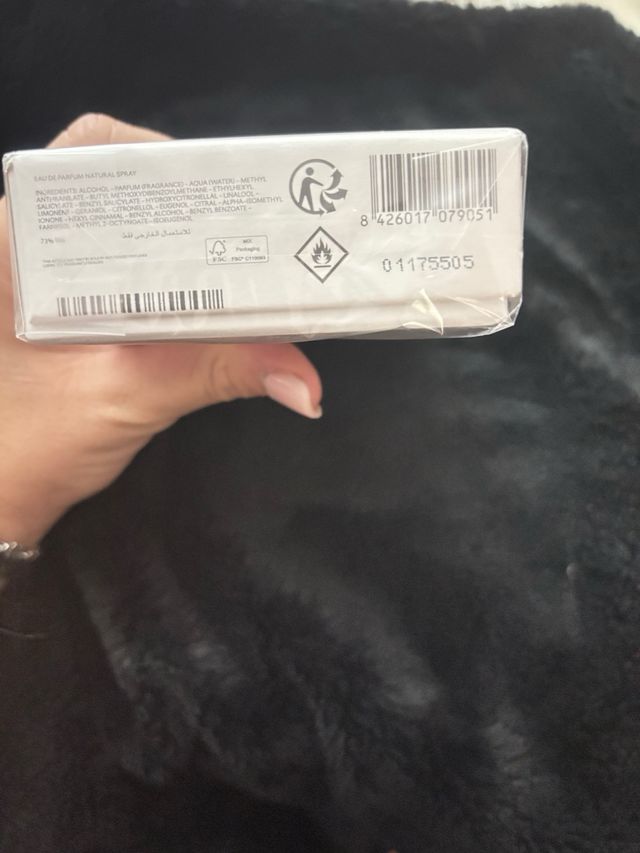 EAU DE PARFUM NATURAL SPRAY
INGREDIENTS: ALCOHOL - PARFUM (FRAGRANCE) - AQUA (WATER) - METHYL
ANTHRANILATE - BUTYL METHOXYDIBENZOYLMETHANE - ETHYLHEXYL
SALICYLATE - BENZYL SALICYLATE - HYDROXYCITRONELLAL - LINALOOL -
LIMONENE - GERANIOL - CITRONELLOL - EUGENOL - CITRAL - ALPHA-ISOMETHYL
IONONE - HEXYL CINNAMAL - BENZYL ALCOHOL - BENZYL BENZOATE -
FARNESOL - METHYL 2-OCTYNOATE - ISOEUGENOL
للاستعمال الخارجي فقط
73%
FSC
MIX
Packaging
FSC®
8 426017 079051
01175505